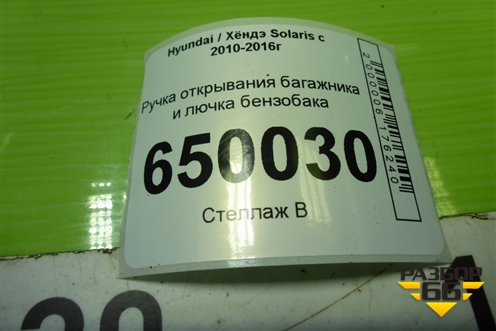 Hyundai / Хёндэ Solaris с
2010-2016г
Ручка открывания багажника
и лючка бензобака
650030
Стеллаж В
2000006176240
РАЗБОР
66